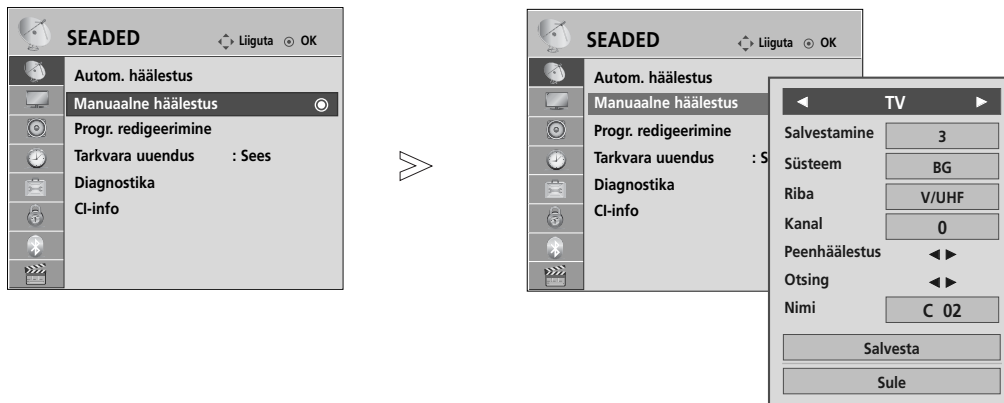 SEADED Liiguta OK
Autom. häälestus
Manuaalne häälestus
Progr. redigeerimine
Tarkvara uuendus : Sees
Diagnostika
CI-info
SEADED Liiguta OK
Autom. häälestus
Manuaalne häälestus
Progr. redigeerimine
Tarkvara uuendus : S
Diagnostika
CI-info
◄ TV ►
Salvestamine 3
Süsteem BG
Riba V/UHF
Kanal 0
Peenhäälestus ◄ ►
Otsing ◄ ►
Nimi C 02
Salvesta
Sule